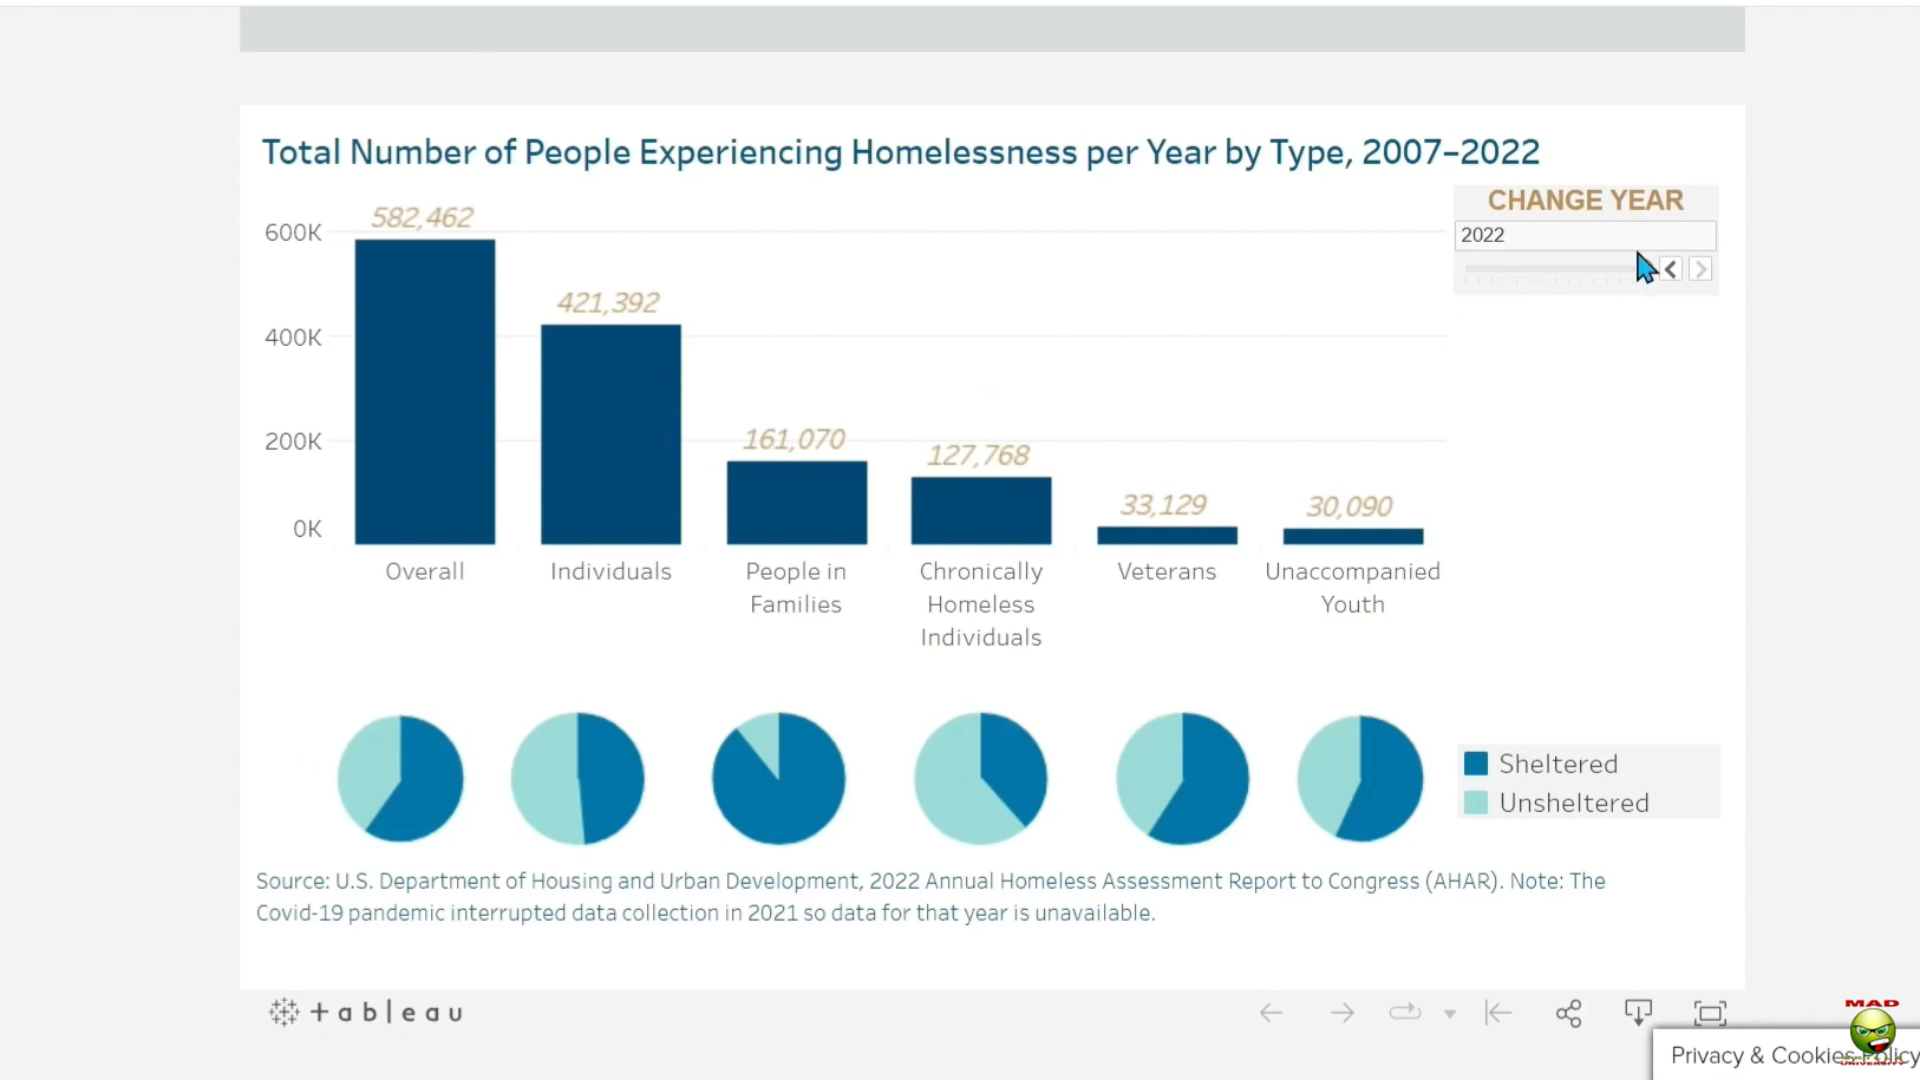 Total Number of People Experiencing Homelessness per Year by Type, 2007–2022
CHANGE YEAR
2022
600K
400K
200K
0K
582,462
421,392
161,070
127,768
33,129
30,090
Overall
Individuals
People in
Families
Chronically
Homeless
Individuals
Veterans
Unaccompanied
Youth
Sheltered
Unsheltered
Source: U.S. Department of Housing and Urban Development, 2022 Annual Homeless Assessment Report to Congress (AHAR). Note: The
Covid-19 pandemic interrupted data collection in 2021 so data for that year is unavailable.
+ableau
MAD
Privacy & Cookies Policy